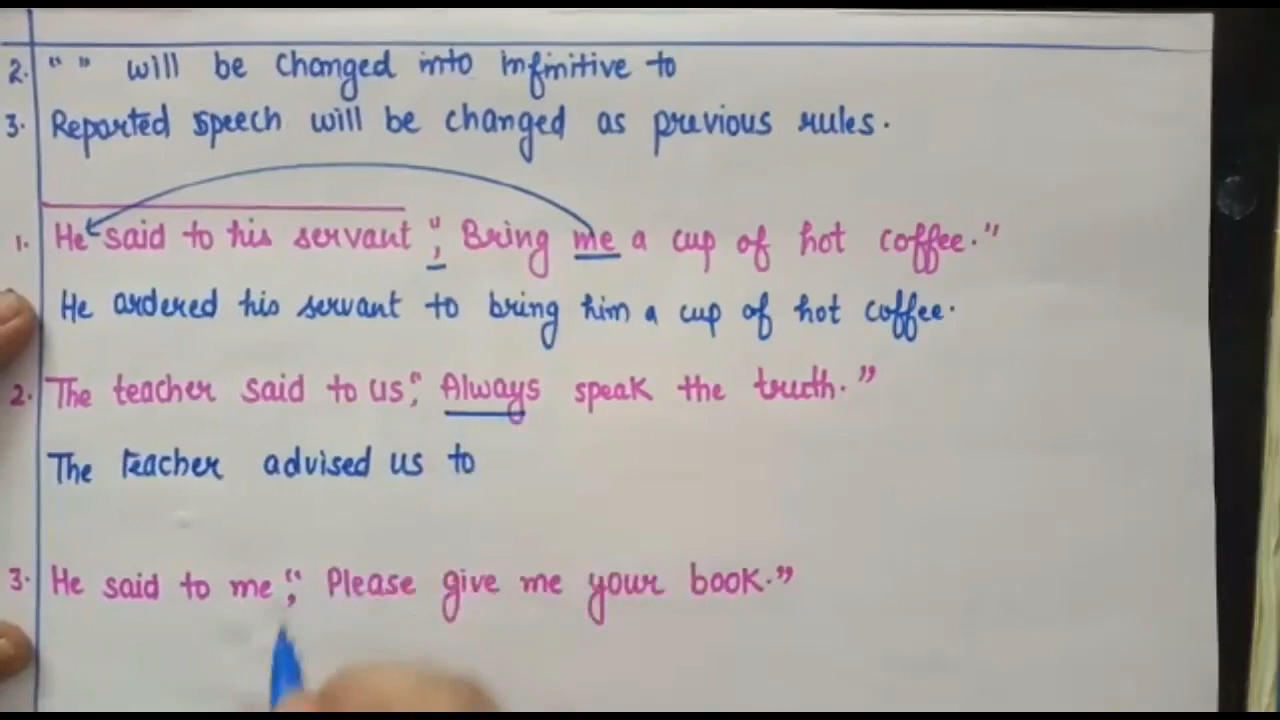 2. " " will be changed into infinitive to
3. Reported speech will be changed as previous rules.
1. He said to his servant," Bring me a cup of hot coffee."
He ordered his servant to bring him a cup of hot coffee.
2. The teacher said to us," Always speak the truth."
The teacher advised us to
3. He said to me," Please give me your book."